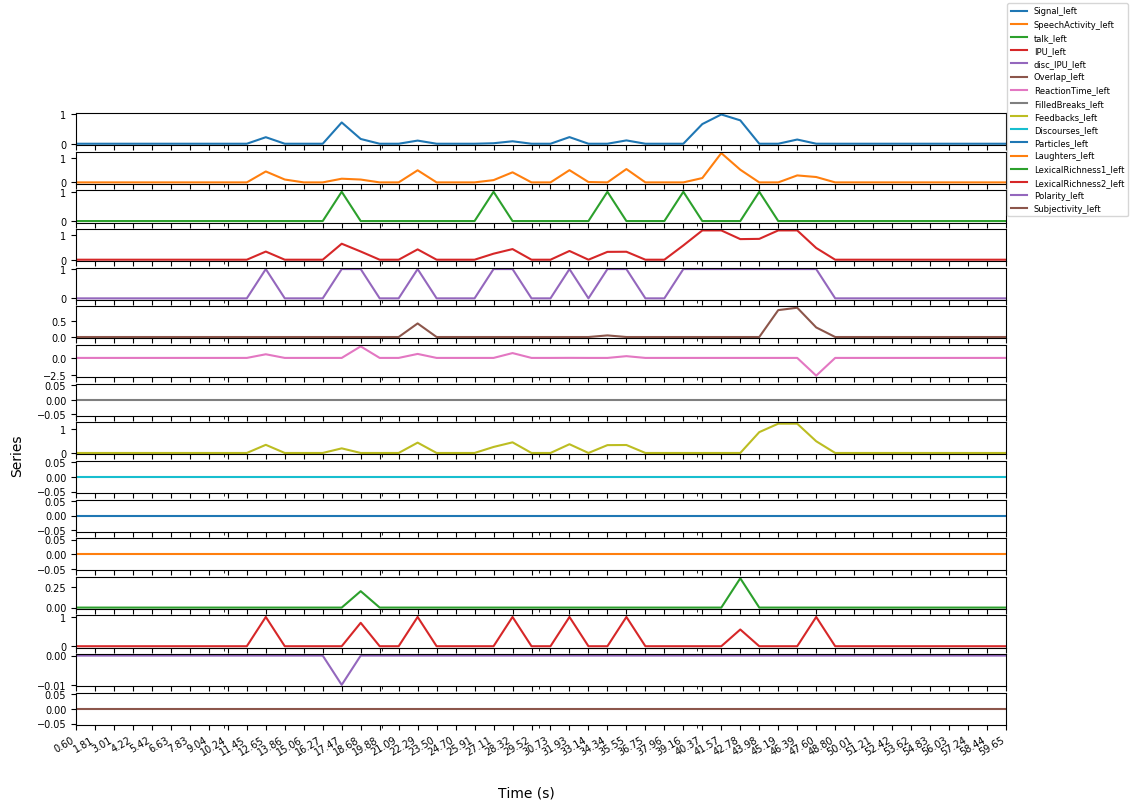 Signal_left
SpeechActivity_left
talk_left
IPU_left
disc_IPU_left
Overlap_left
ReactionTime_left
FilledBreaks_left
Feedbacks_left
Discourses_left
Particles_left
Laughters_left
LexicalRichness1_left
LexicalRichness2_left
Polarity_left
Subjectivity_left
1
0
1
0
1
0
1
0
1
0
0.5
0.0
0.0
−2.5
0.05
0.00
−0.05
1
0
0.05
0.00
−0.05
0.05
0.00
−0.05
0.05
0.00
−0.05
0.25
0.00
1
0
0.00
−0.01
0.05
0.00
−0.05
Series
0.60 1.81 3.01 4.22 5.42 6.63 7.83 9.04 10.24 11.45 12.65 13.86 15.06 16.27 17.47 18.68 19.88 21.09 22.29 23.50 24.70 25.91 27.11 28.32 29.52 30.73 31.93 33.14 34.34 35.55 36.75 37.96 39.16 40.37 41.57 42.78 43.98 45.19 46.39 47.60 48.80 50.01 51.21 52.42 53.62 54.83 56.03 57.24 58.44 59.65
Time (s)